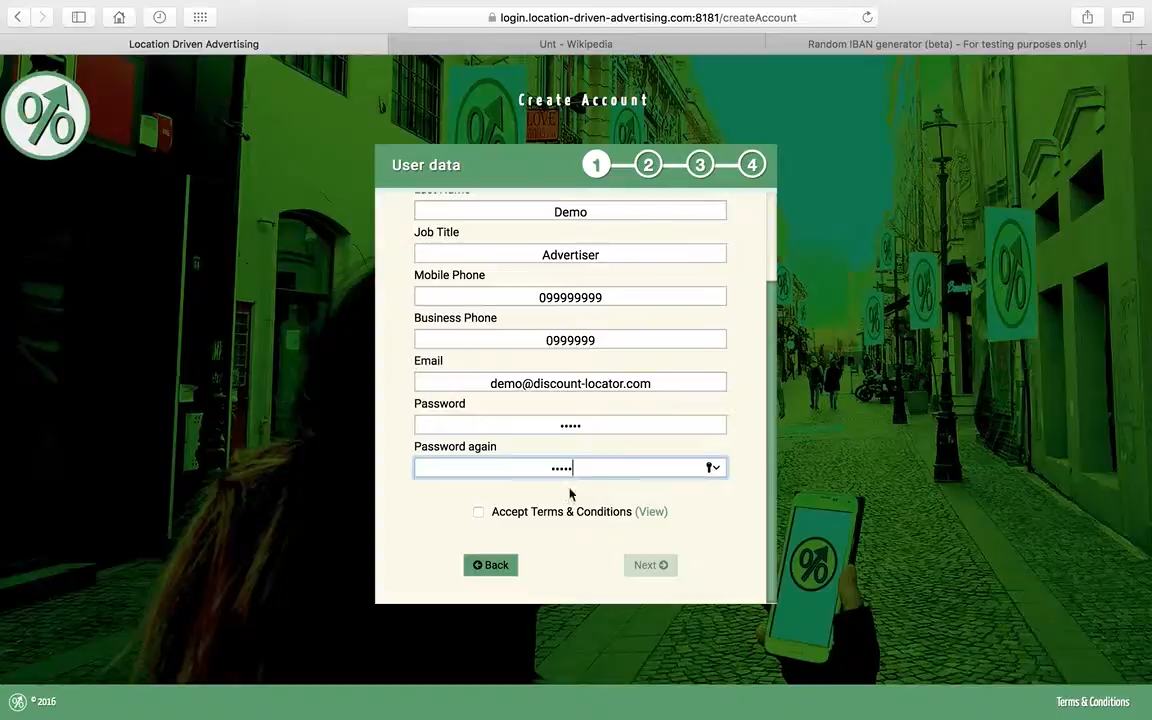 login.location-driven-advertising.com:8181/createAccount
Location Driven Advertising
Unt - Wikipedia
Random IBAN generator (beta) - For testing purposes only!
Create Account
User data
1
2
3
4
Last Name
Demo
Job Title
Advertiser
Mobile Phone
099999999
Business Phone
0999999
Email
demo@discount-locator.com
Password
•••••
Password again
•••••
Accept Terms & Conditions (View)
Back
Next
% © 2016
Terms & Conditions